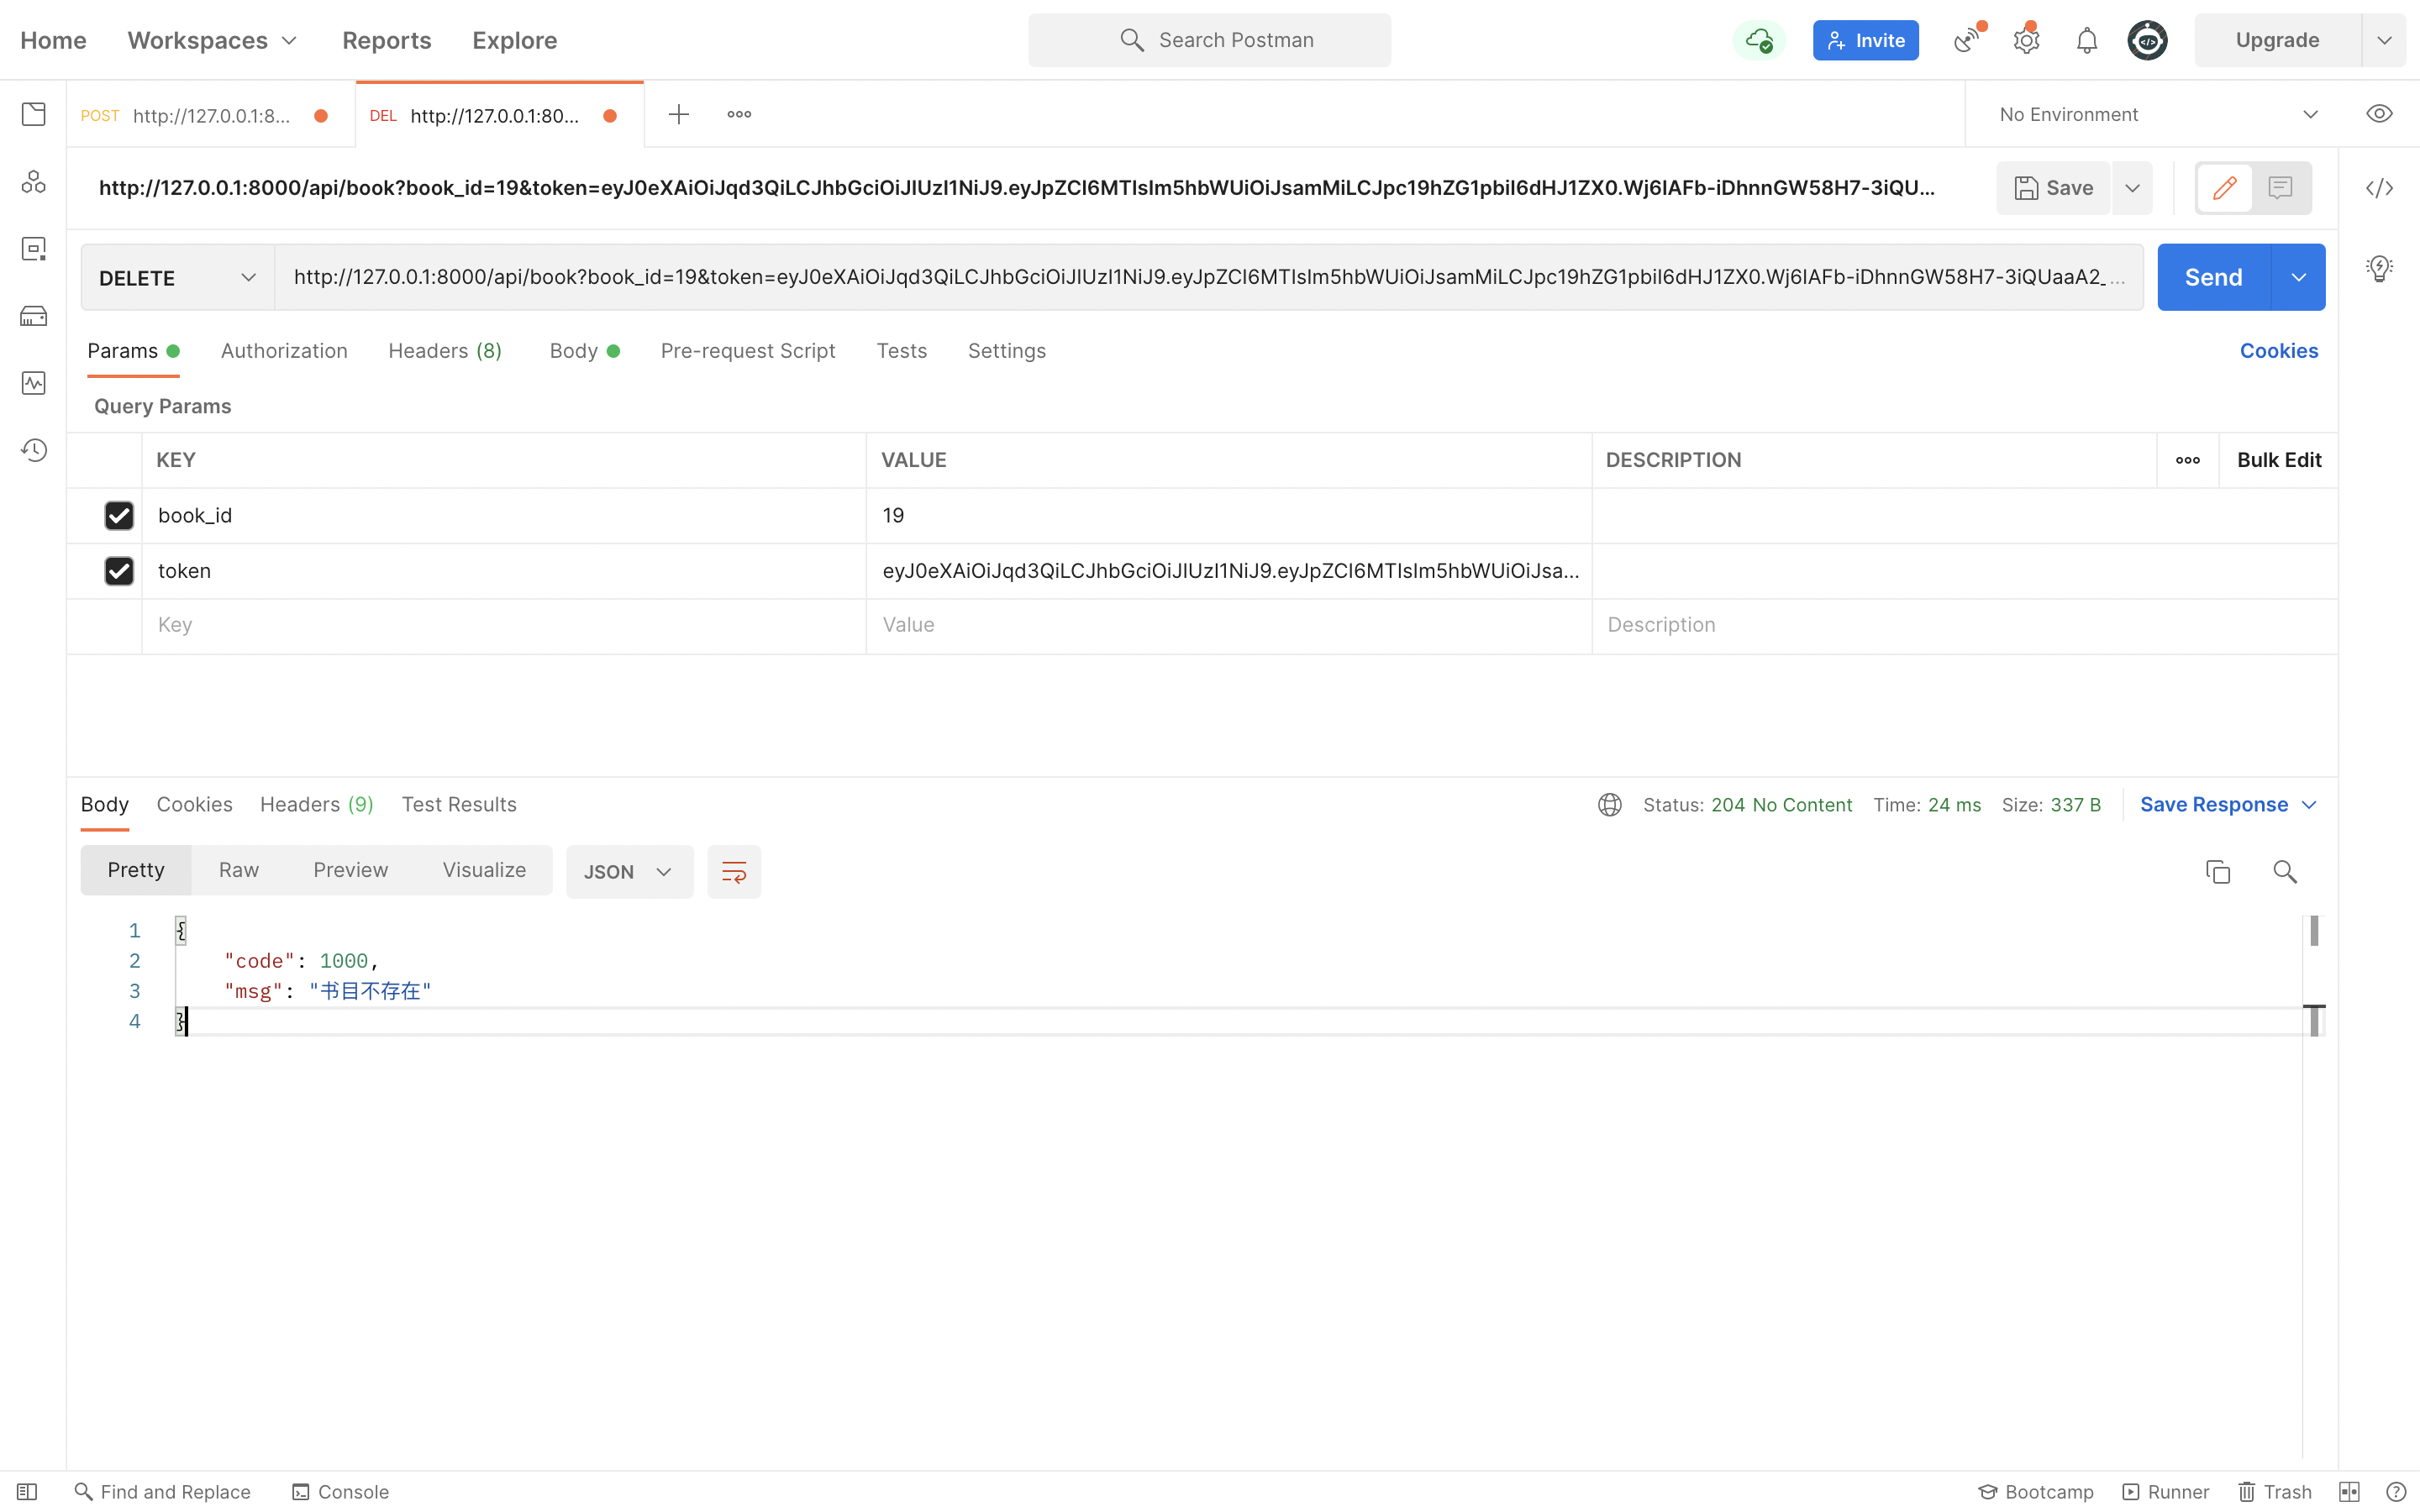 Home Workspaces Reports Explore Search Postman Invite Upgrade
POST http://127.0.0.1:8... DEL http://127.0.0.1:80... No Environment
http://127.0.0.1:8000/api/book?book_id=19&token=eyJ0eXAiOiJqd3QiLCJhbGciOiJIUzI1NiJ9.eyJpZCI6MTIsIm5hbWUiOiJsamMiLCJpc19hZG1pbiI6dHJ1ZX0.Wj6IAFb-iDhnnGW58H7-3iQU... Save
DELETE http://127.0.0.1:8000/api/book?book_id=19&token=eyJ0eXAiOiJqd3QiLCJhbGciOiJIUzI1NiJ9.eyJpZCI6MTIsIm5hbWUiOiJsamMiLCJpc19hZG1pbiI6dHJ1ZX0.Wj6IAFb-iDhnnGW58H7-3iQUaaA2_... Send
Params Authorization Headers (8) Body Pre-request Script Tests Settings Cookies
Query Params
KEY VALUE DESCRIPTION Bulk Edit
book_id 19
token eyJ0eXAiOiJqd3QiLCJhbGciOiJIUzI1NiJ9.eyJpZCI6MTIsIm5hbWUiOiJsa...
Key Value Description
Body Cookies Headers (9) Test Results Status: 204 No Content Time: 24 ms Size: 337 B Save Response
Pretty Raw Preview Visualize JSON
1 {
2 "code": 1000,
3 "msg": "书目不存在"
4 }
Find and Replace Console Bootcamp Runner Trash